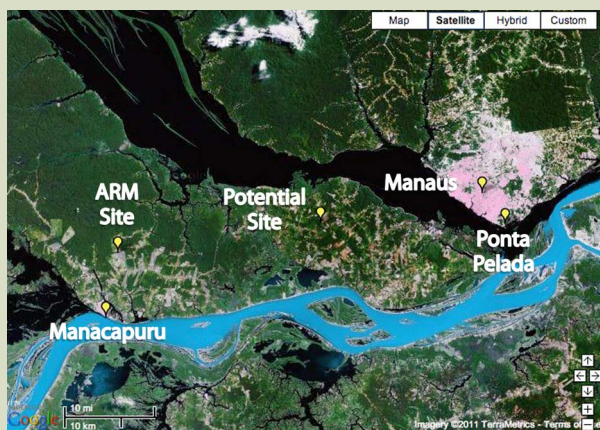 Map Satellite Hybrid Custom
ARM
Site
Potential
Site
Manaus
Ponta
Pelada
Manacapuru
Google
10 mi
10 km
Imagery ©2011 TerraMetrics - Terms of